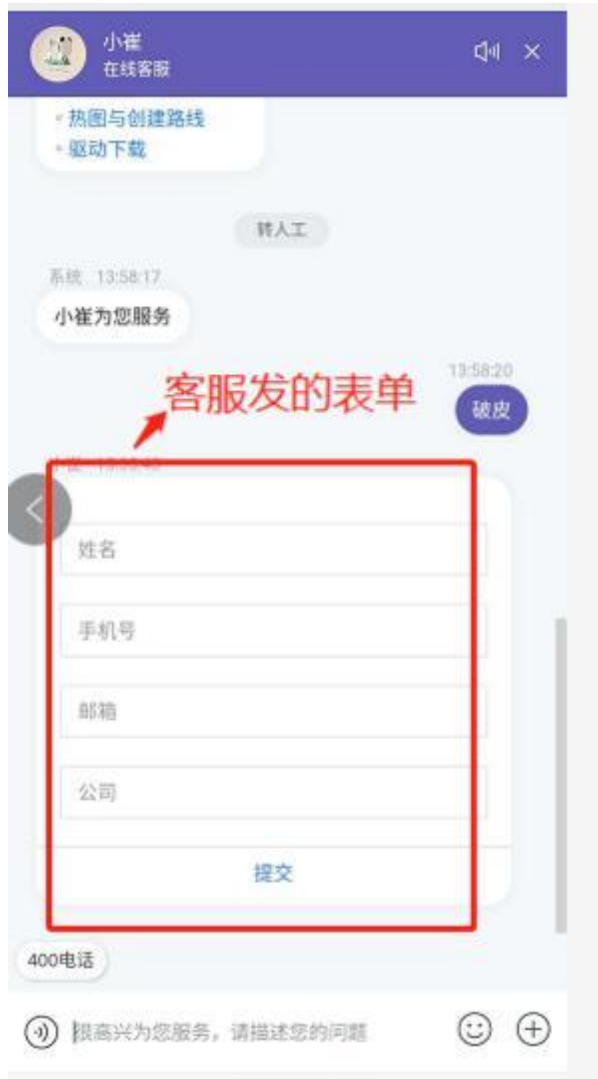 小崔
在线客服
热图与创建路线
驱动下载
转人工
系统 13:58:17
小崔为您服务
13:58:20
破皮
客服发的表单
姓名
手机号
邮箱
公司
提交
400电话
很高兴为您服务，请描述您的问题